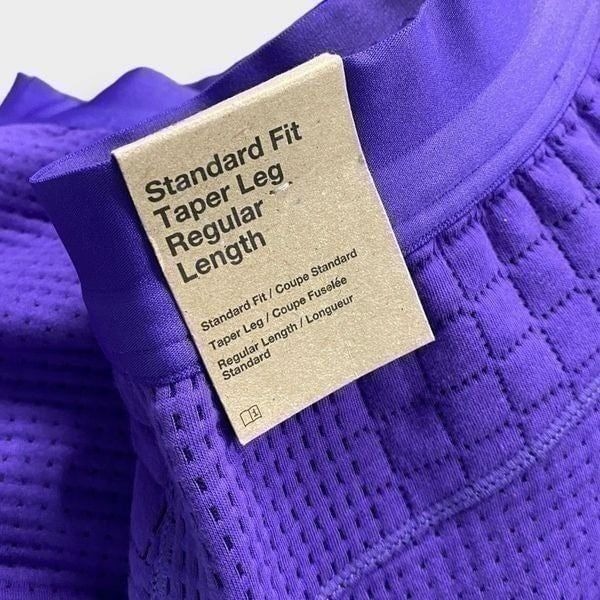 Standard Fit
Taper Leg
Regular
Length
Standard Fit / Coupe Standard
Taper Leg / Coupe Fuselée
Regular Length / Longueur
Standard